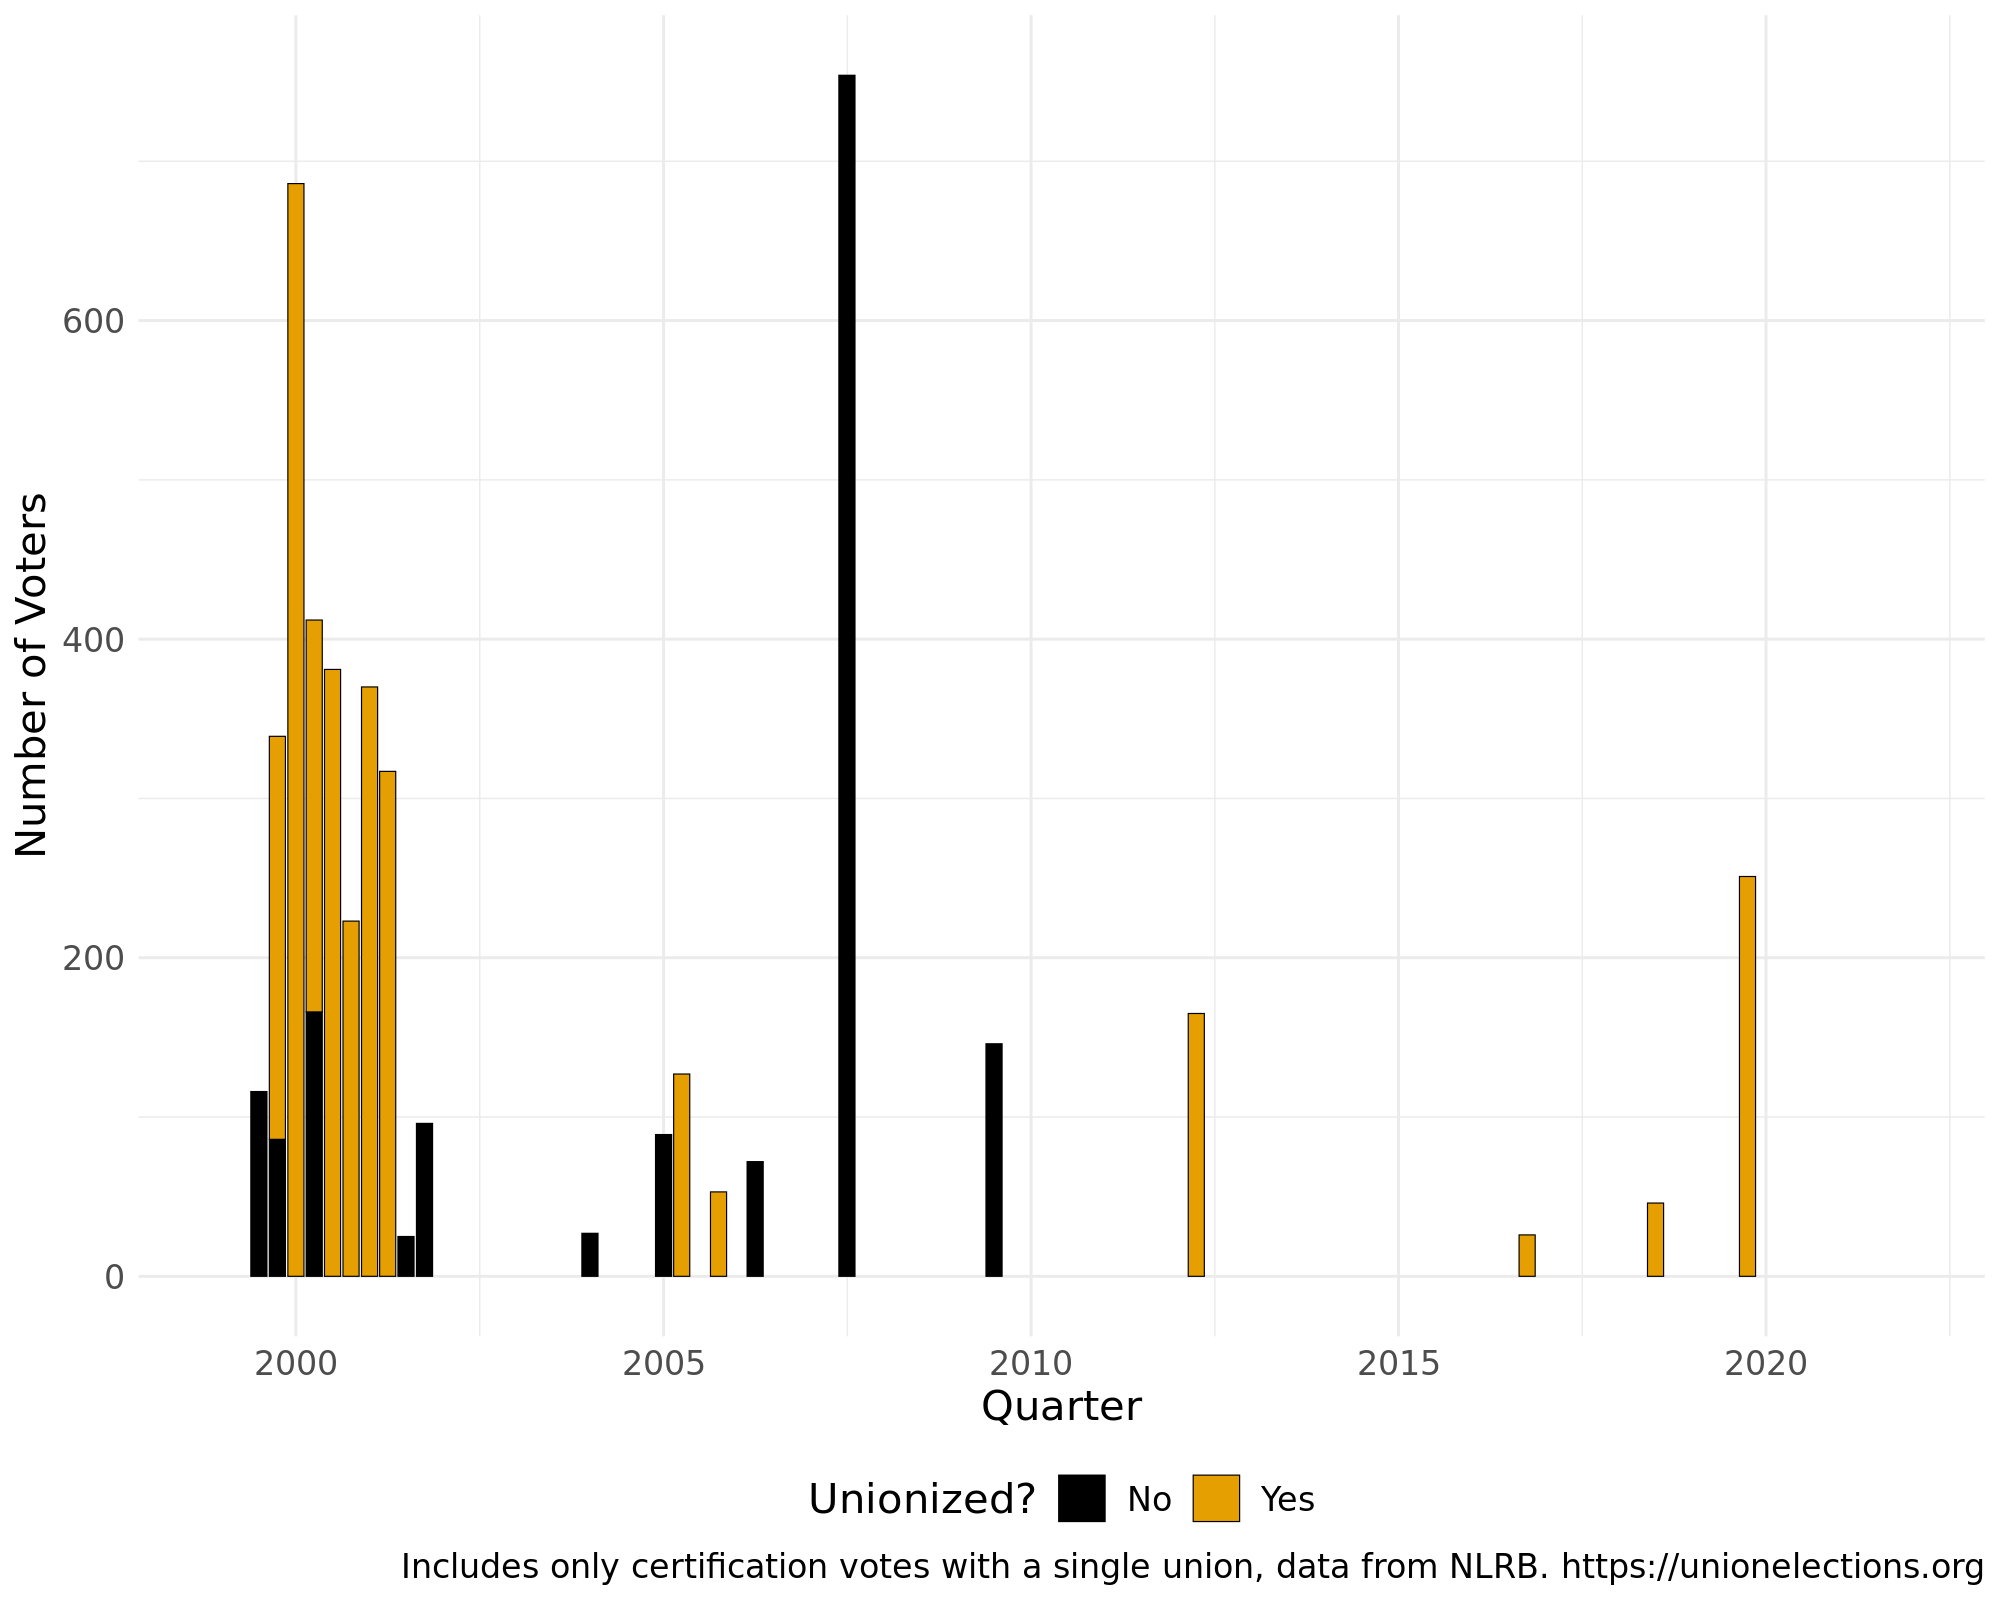 Number of Voters
600
400
200
0
2000 2005 2010 2015 2020
Quarter
Unionized? No Yes
Includes only certification votes with a single union, data from NLRB. https://unionelections.org